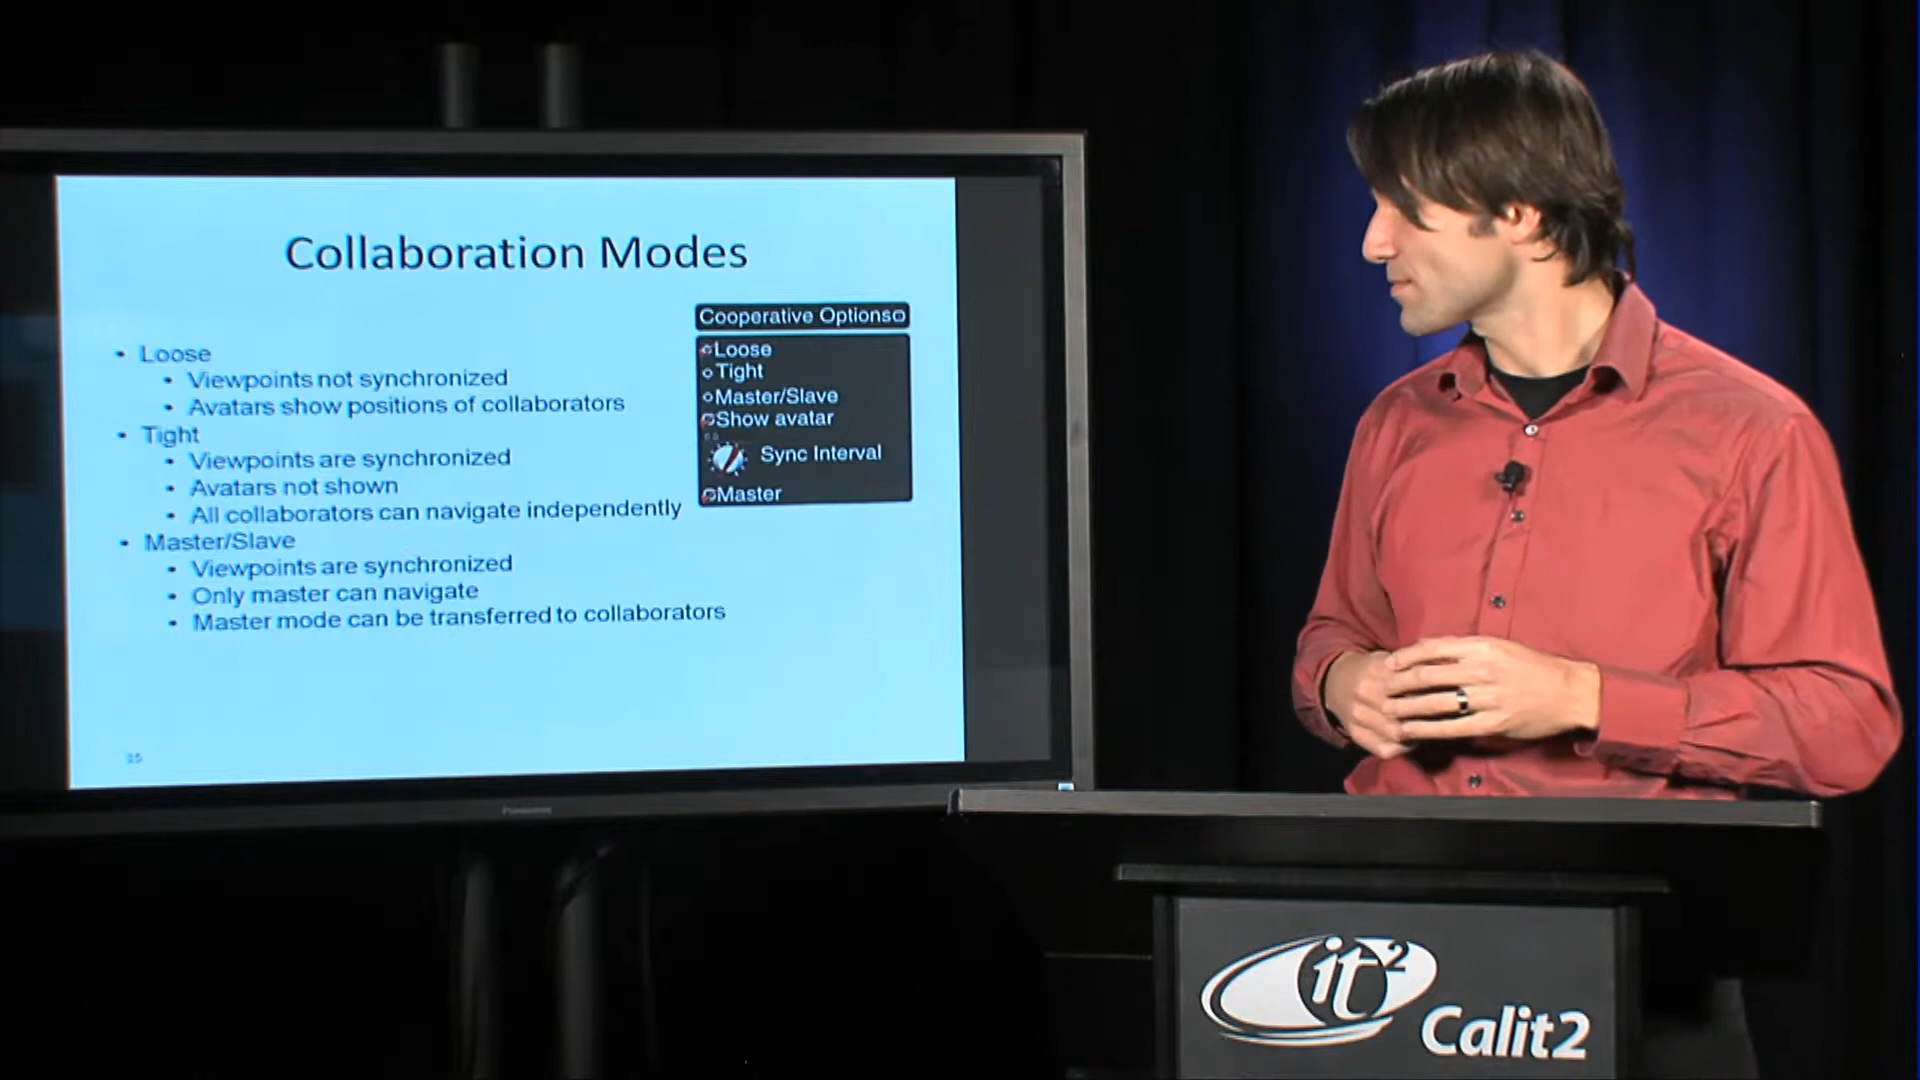 Collaboration Modes
• Loose
• Viewpoints not synchronized
• Avatars show positions of collaborators
• Tight
• Viewpoints are synchronized
• Avatars not shown
• All collaborators can navigate independently
• Master/Slave
• Viewpoints are synchronized
• Only master can navigate
• Master mode can be transferred to collaborators
Cooperative Options
Loose
Tight
Master/Slave
Show avatar
Sync Interval
Master
Panasonic
it2
Calit2